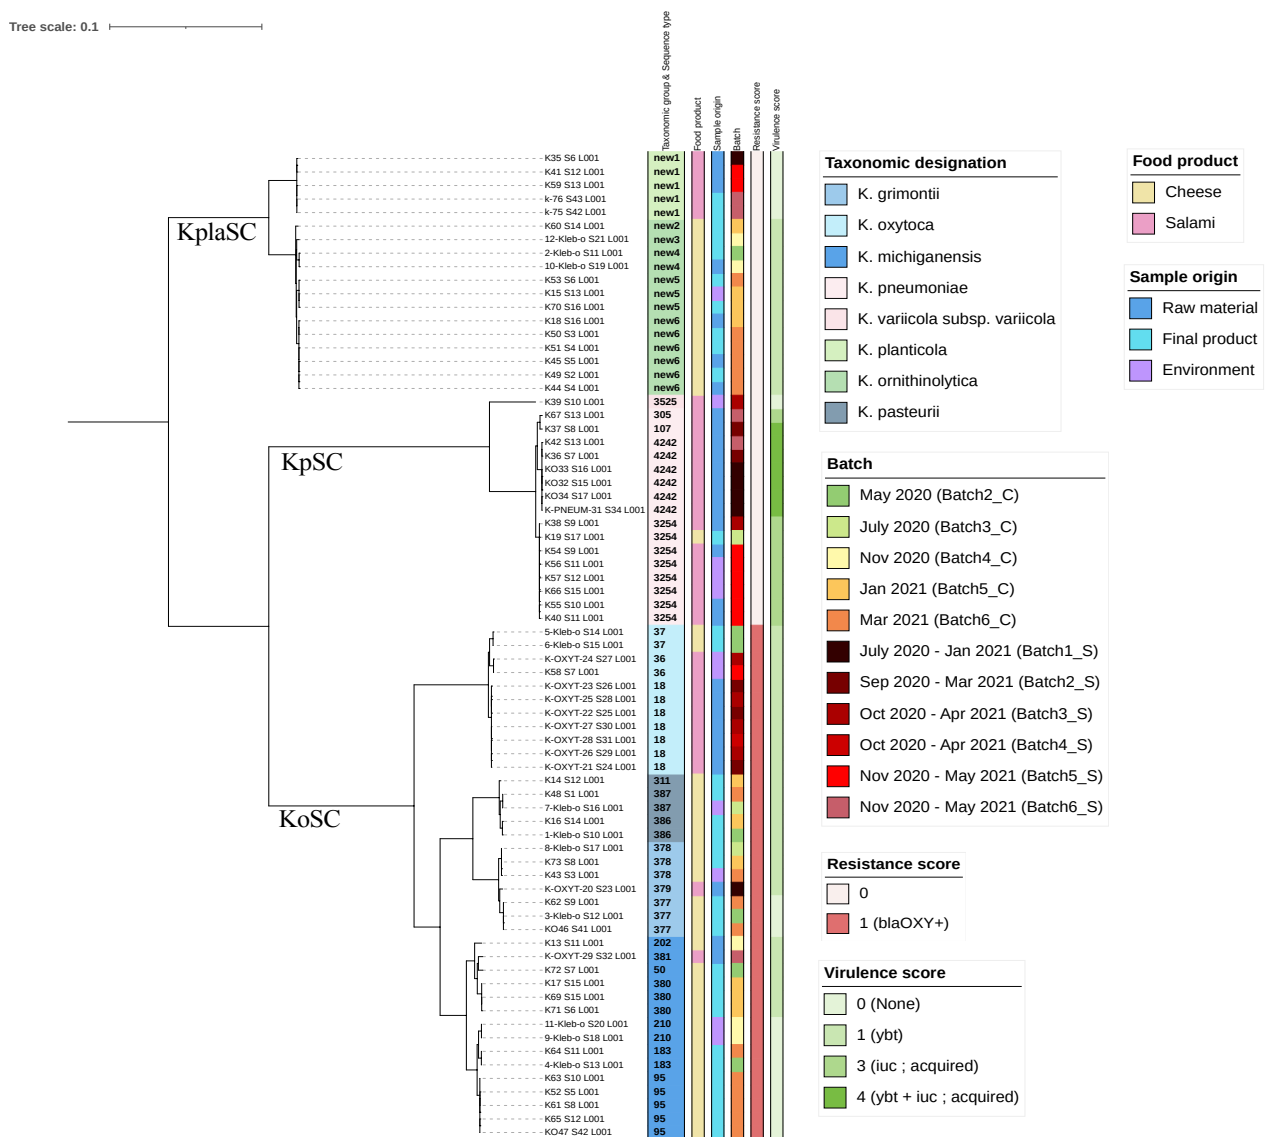 Tree scale: 0.1
Taxonomic group & Sequence type
Food product
Sample origin
Batch
Resistance score
Virulence score
K35 S6 L001 new1
K41 S12 L001 new1
K59 S13 L001 new1
k-76 S43 L001 new1
k-75 S42 L001 new1
K60 S14 L001 new2
12-Kleb-o S21 L001 new3
2-Kleb-o S11 L001 new4
10-Kleb-o S19 L001 new4
K53 S6 L001 new5
K15 S13 L001 new5
K70 S16 L001 new5
K18 S16 L001 new6
K50 S3 L001 new6
K51 S4 L001 new6
K45 S5 L001 new6
K49 S2 L001 new6
K44 S4 L001 new6
K39 S10 L001 3525
K67 S13 L001 305
K37 S8 L001 107
K42 S13 L001 4242
K36 S7 L001 4242
KO33 S16 L001 4242
KO32 S15 L001 4242
KO34 S17 L001 4242
K-PNEUM-31 S34 L001 4242
K38 S9 L001 3254
K19 S17 L001 3254
K54 S9 L001 3254
K56 S11 L001 3254
K57 S12 L001 3254
K66 S15 L001 3254
K55 S10 L001 3254
K40 S11 L001 3254
5-Kleb-o S14 L001 37
6-Kleb-o S15 L001 37
K-OXYT-24 S27 L001 36
K58 S7 L001 36
K-OXYT-23 S26 L001 18
K-OXYT-25 S28 L001 18
K-OXYT-22 S25 L001 18
K-OXYT-27 S30 L001 18
K-OXYT-28 S31 L001 18
K-OXYT-26 S29 L001 18
K-OXYT-21 S24 L001 18
K14 S12 L001 311
K48 S1 L001 387
7-Kleb-o S16 L001 387
K16 S14 L001 386
1-Kleb-o S10 L001 386
8-Kleb-o S17 L001 378
K73 S8 L001 378
K43 S3 L001 378
K-OXYT-20 S23 L001 379
K62 S9 L001 377
3-Kleb-o S12 L001 377
KO46 S41 L001 377
K13 S11 L001 202
K-OXYT-29 S32 L001 381
K72 S7 L001 50
K17 S15 L001 380
K69 S15 L001 380
K71 S6 L001 380
11-Kleb-o S20 L001 210
9-Kleb-o S18 L001 210
K64 S11 L001 183
4-Kleb-o S13 L001 183
K63 S10 L001 95
K52 S5 L001 95
K61 S8 L001 95
K65 S12 L001 95
KO47 S42 L001 95
KplaSC
KpSC
KoSC
Taxonomic designation
K. grimontii
K. oxytoca
K. michiganensis
K. pneumoniae
K. variicola subsp. variicola
K. planticola
K. ornithinolytica
K. pasteurii
Food product
Cheese
Salami
Sample origin
Raw material
Final product
Environment
Batch
May 2020 (Batch2_C)
July 2020 (Batch3_C)
Nov 2020 (Batch4_C)
Jan 2021 (Batch5_C)
Mar 2021 (Batch6_C)
July 2020 - Jan 2021 (Batch1_S)
Sep 2020 - Mar 2021 (Batch2_S)
Oct 2020 - Apr 2021 (Batch3_S)
Oct 2020 - Apr 2021 (Batch4_S)
Nov 2020 - May 2021 (Batch5_S)
Nov 2020 - May 2021 (Batch6_S)
Resistance score
0
1 (blaOXY+)
Virulence score
0 (None)
1 (ybt)
3 (iuc ; acquired)
4 (ybt + iuc ; acquired)